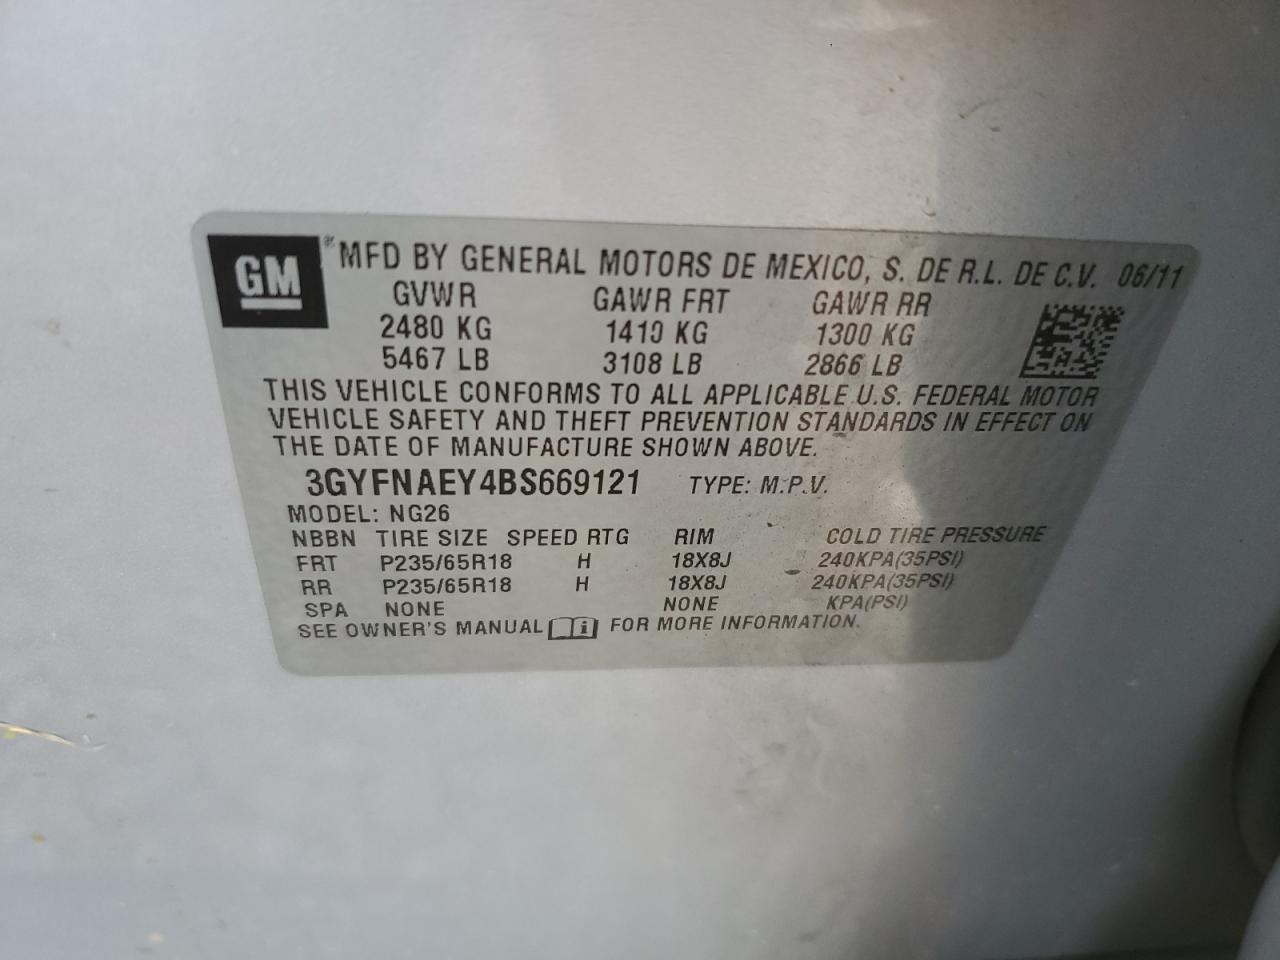 GM
® MFD BY GENERAL MOTORS DE MEXICO, S. DE R.L. DE C.V. 06/11
GVWR GAWR FRT GAWR RR
2480 KG 1410 KG 1300 KG
5467 LB 3108 LB 2866 LB
THIS VEHICLE CONFORMS TO ALL APPLICABLE U.S. FEDERAL MOTOR
VEHICLE SAFETY AND THEFT PREVENTION STANDARDS IN EFFECT ON
THE DATE OF MANUFACTURE SHOWN ABOVE.
3GYFNAEY4BS669121 TYPE: M.P.V.
MODEL: NG26
NBBN TIRE SIZE SPEED RTG RIM COLD TIRE PRESSURE
FRT P235/65R18 H 18X8J 240KPA(35PSI)
RR P235/65R18 H 18X8J 240KPA(35PSI)
SPA NONE NONE KPA(PSI)
SEE OWNER'S MANUAL i FOR MORE INFORMATION.